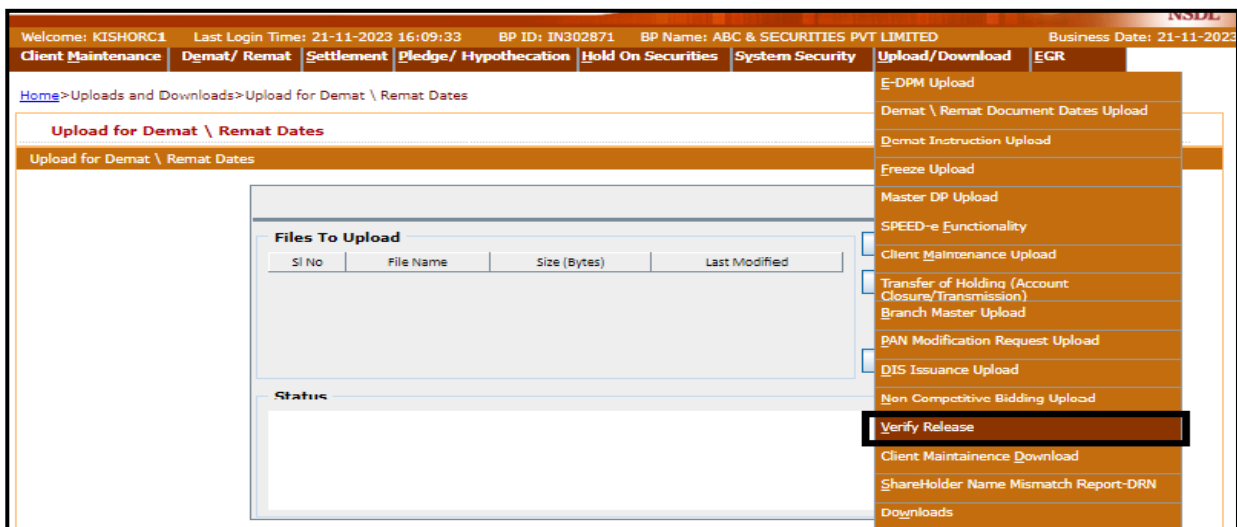 NSDL
Welcome: KISHORC1 Last Login Time: 21-11-2023 16:09:33 BP ID: IN302871 BP Name: ABC & SECURITIES PVT LIMITED Business Date: 21-11-2023
Client Maintenance Demat/ Remat Settlement Pledge/ Hypothecation Hold On Securities System Security Upload/Download EGR
Home>Uploads and Downloads>Upload for Demat \ Remat Dates
Upload for Demat \ Remat Dates
Upload for Demat \ Remat Dates
Files To Upload
Sl No File Name Size (Bytes) Last Modified
Status
E-DPM Upload
Demat \ Remat Document Dates Upload
Demat Instruction Upload
Freeze Upload
Master DP Upload
SPEED-e Functionality
Client Maintenance Upload
Transfer of Holding (Account
Closure/Transmission)
Branch Master Upload
PAN Modification Request Upload
DIS Issuance Upload
Non Competitive Bidding Upload
Verify Release
Client Maintainence Download
ShareHolder Name Mismatch Report-DRN
Downloads